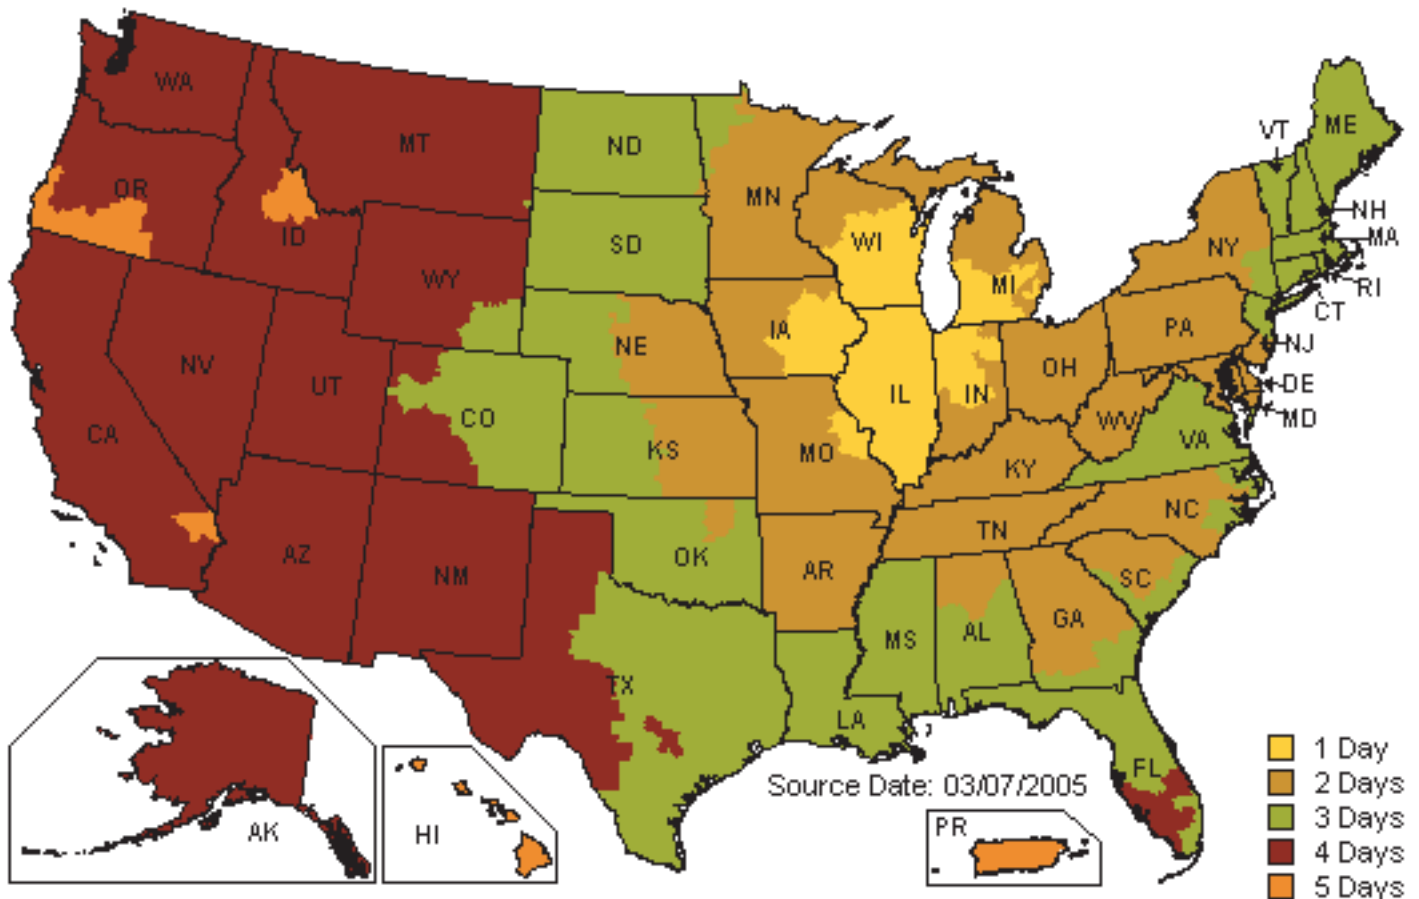 WA
OR
MT
ID
ND
MN
SD
WY
WI
MI
NY
VT
ME
NH
MA
RI
CT
NV
UT
CA
CO
NE
IA
IL
IN
OH
PA
NJ
DE
MD
WV
VA
KS
MO
KY
AZ
NM
OK
AR
TN
NC
SC
TX
LA
MS
AL
GA
FL
AK
HI
PR
Source Date: 03/07/2005
1 Day
2 Days
3 Days
4 Days
5 Days